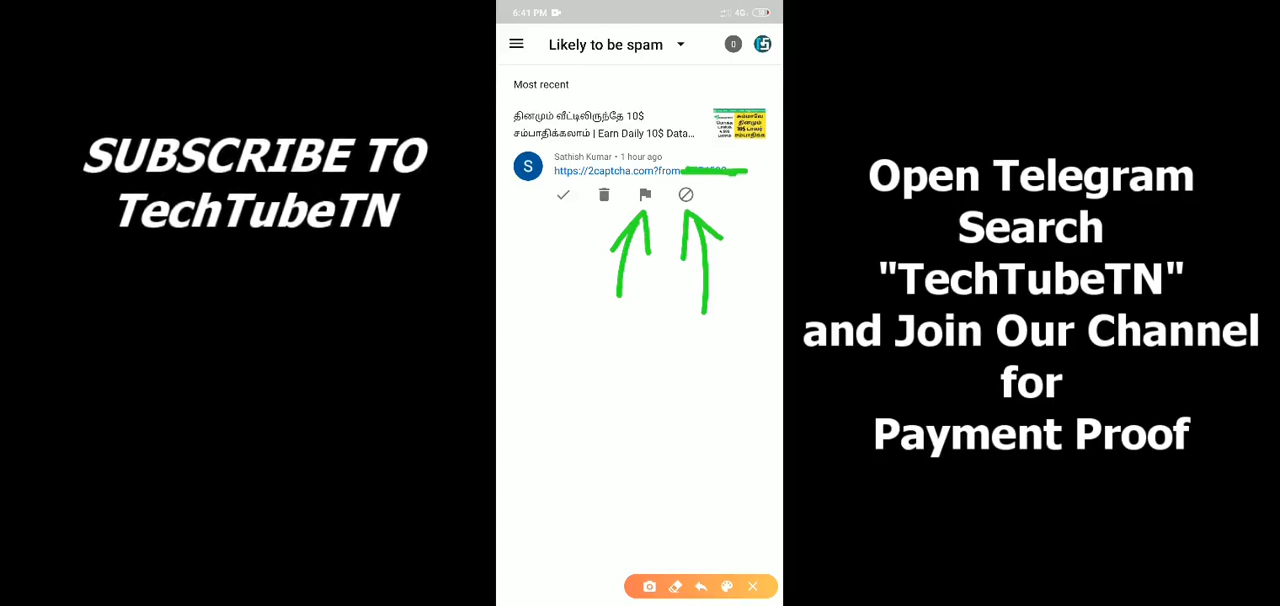 SUBSCRIBE TO
TechTubeTN
6:41 PM
4G
Likely to be spam
0
Most recent
தினமும் வீட்டிலிருந்தே 10$
சம்பாதிக்கலாம் | Earn Daily 10$ Data...
S
Sathish Kumar • 1 hour ago
https://2captcha.com?from
Open Telegram
Search
"TechTubeTN"
and Join Our Channel
for
Payment Proof